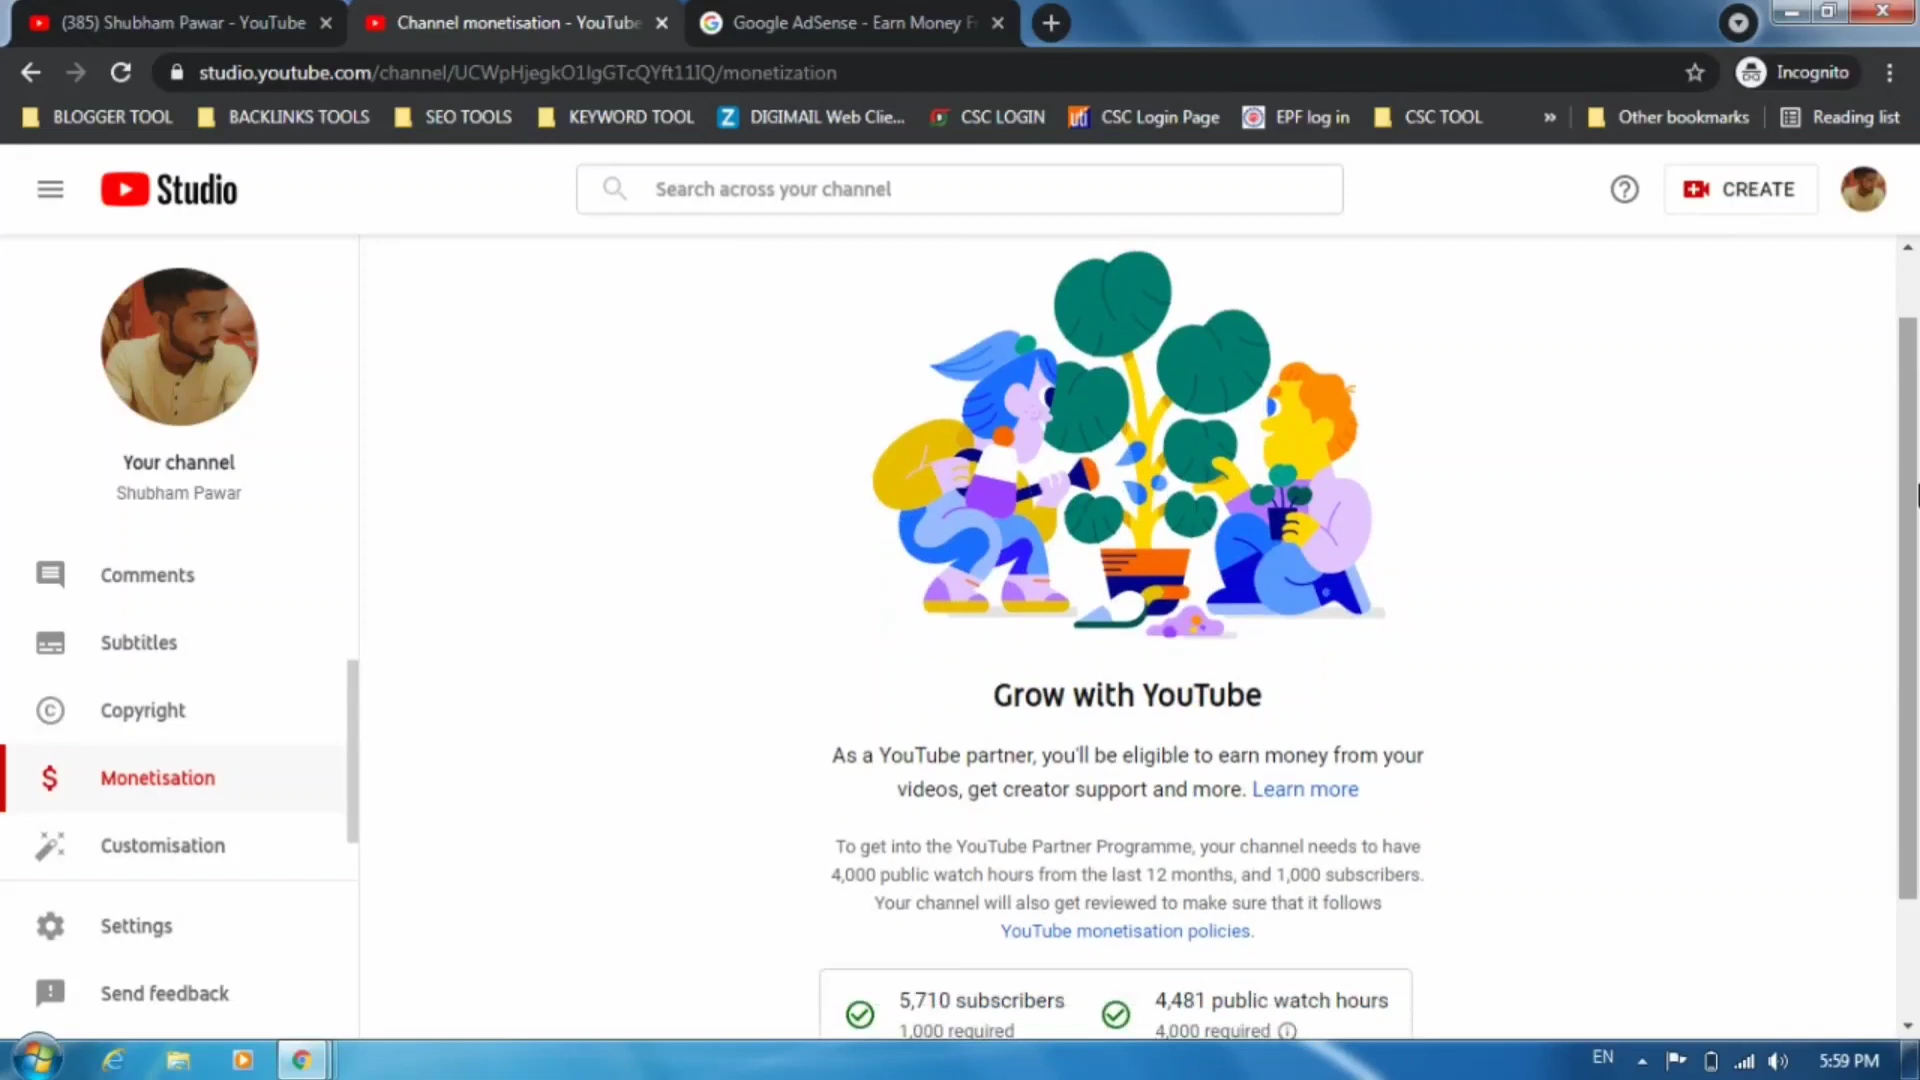 (385) Shubham Pawar - YouTube
Channel monetisation - YouTube
Google AdSense - Earn Money F
studio.youtube.com/channel/UCWpHjegkO1IgGTcQYft11IQ/monetization
Incognito
BLOGGER TOOL
BACKLINKS TOOLS
SEO TOOLS
KEYWORD TOOL
DIGIMAIL Web Clie...
CSC LOGIN
CSC Login Page
EPF log in
CSC TOOL
»
Other bookmarks
Reading list
Studio
Search across your channel
CREATE
Your channel
Shubham Pawar
Comments
Subtitles
Copyright
Monetisation
Customisation
Settings
Send feedback
Grow with YouTube
As a YouTube partner, you'll be eligible to earn money from your
videos, get creator support and more. Learn more
To get into the YouTube Partner Programme, your channel needs to have
4,000 public watch hours from the last 12 months, and 1,000 subscribers.
Your channel will also get reviewed to make sure that it follows
YouTube monetisation policies.
5,710 subscribers
1,000 required
4,481 public watch hours
4,000 required
EN
5:59 PM